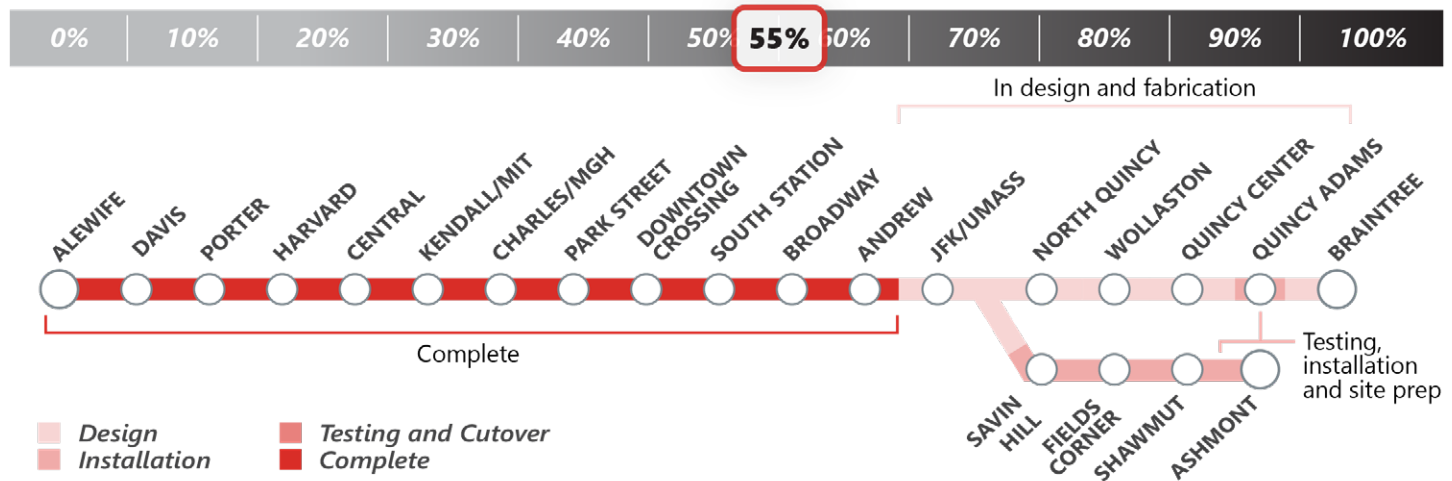 0% 10% 20% 30% 40% 50% 55% 60% 70% 80% 90% 100%
In design and fabrication
ALEWIFE
DAVIS
PORTER
HARVARD
CENTRAL
KENDALL/MIT
CHARLES/MGH
PARK STREET
DOWNTOWN
CROSSING
SOUTH STATION
BROADWAY
ANDREW
JFK/UMASS
NORTH QUINCY
WOLLASTON
QUINCY CENTER
QUINCY ADAMS
BRAINTREE
Complete
Testing,
installation
and site prep
SAVIN
HILL
FIELDS
CORNER
SHAWMUT
ASHMONT
Design
Installation
Testing and Cutover
Complete